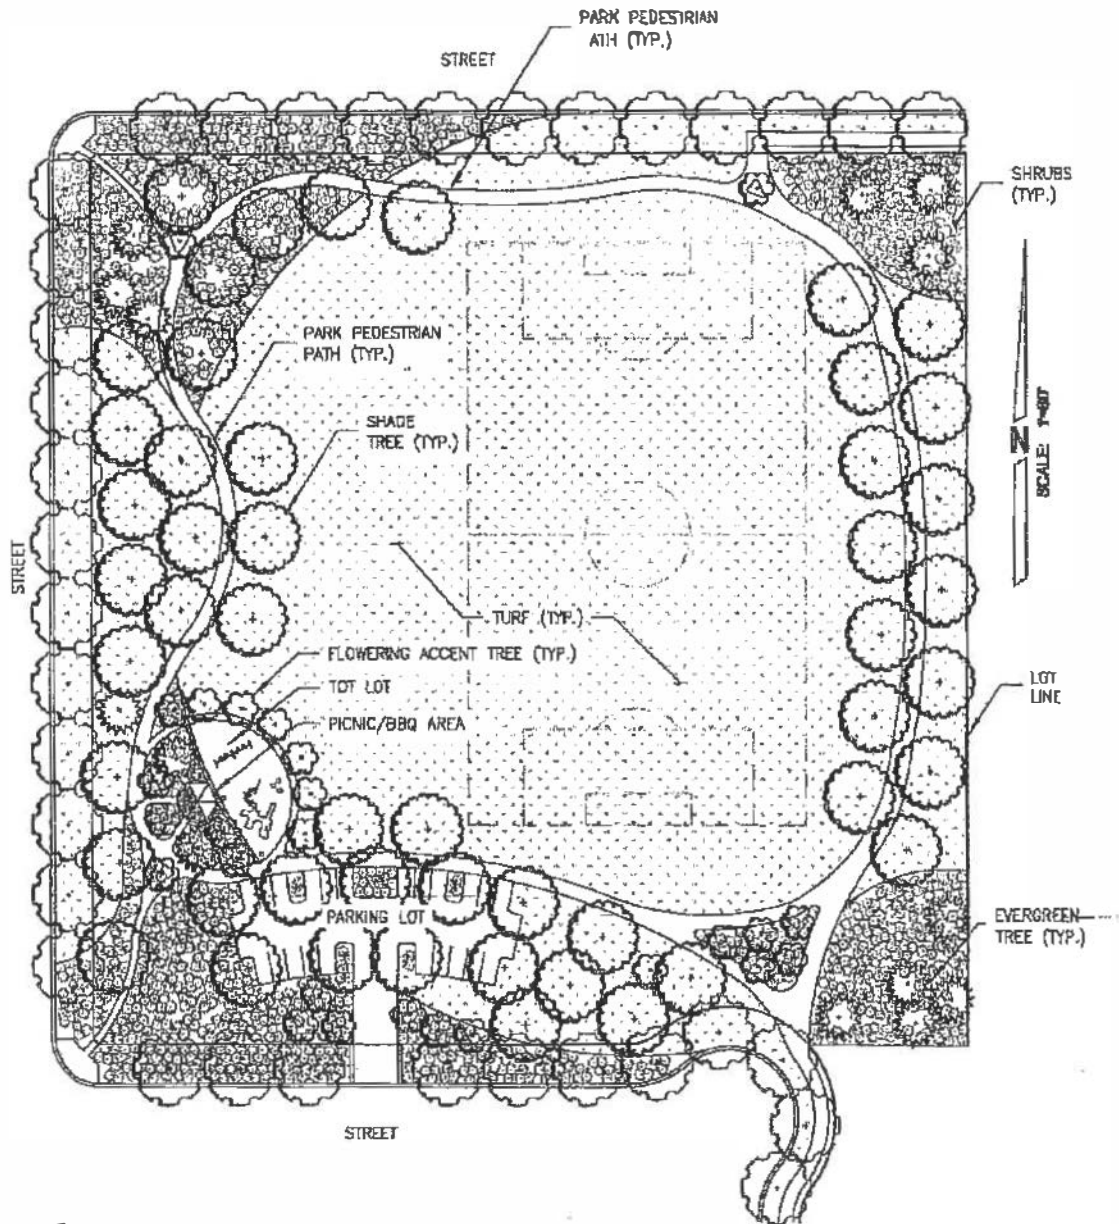 PARK PEDESTRIAN
ATH (TYP.)
STREET
SHRUBS
(TYP.)
PARK PEDESTRIAN
PATH (TYP.)
SHADE
TREE (TYP.)
N
SCALE:
STREET
TURF (TYP.)
FLOWERING ACCENT TREE (TYP.)
TOT LOT
PICNIC/BBQ AREA
LOT
LINE
PARKING LOT
EVERGREEN
TREE (TYP.)
STREET